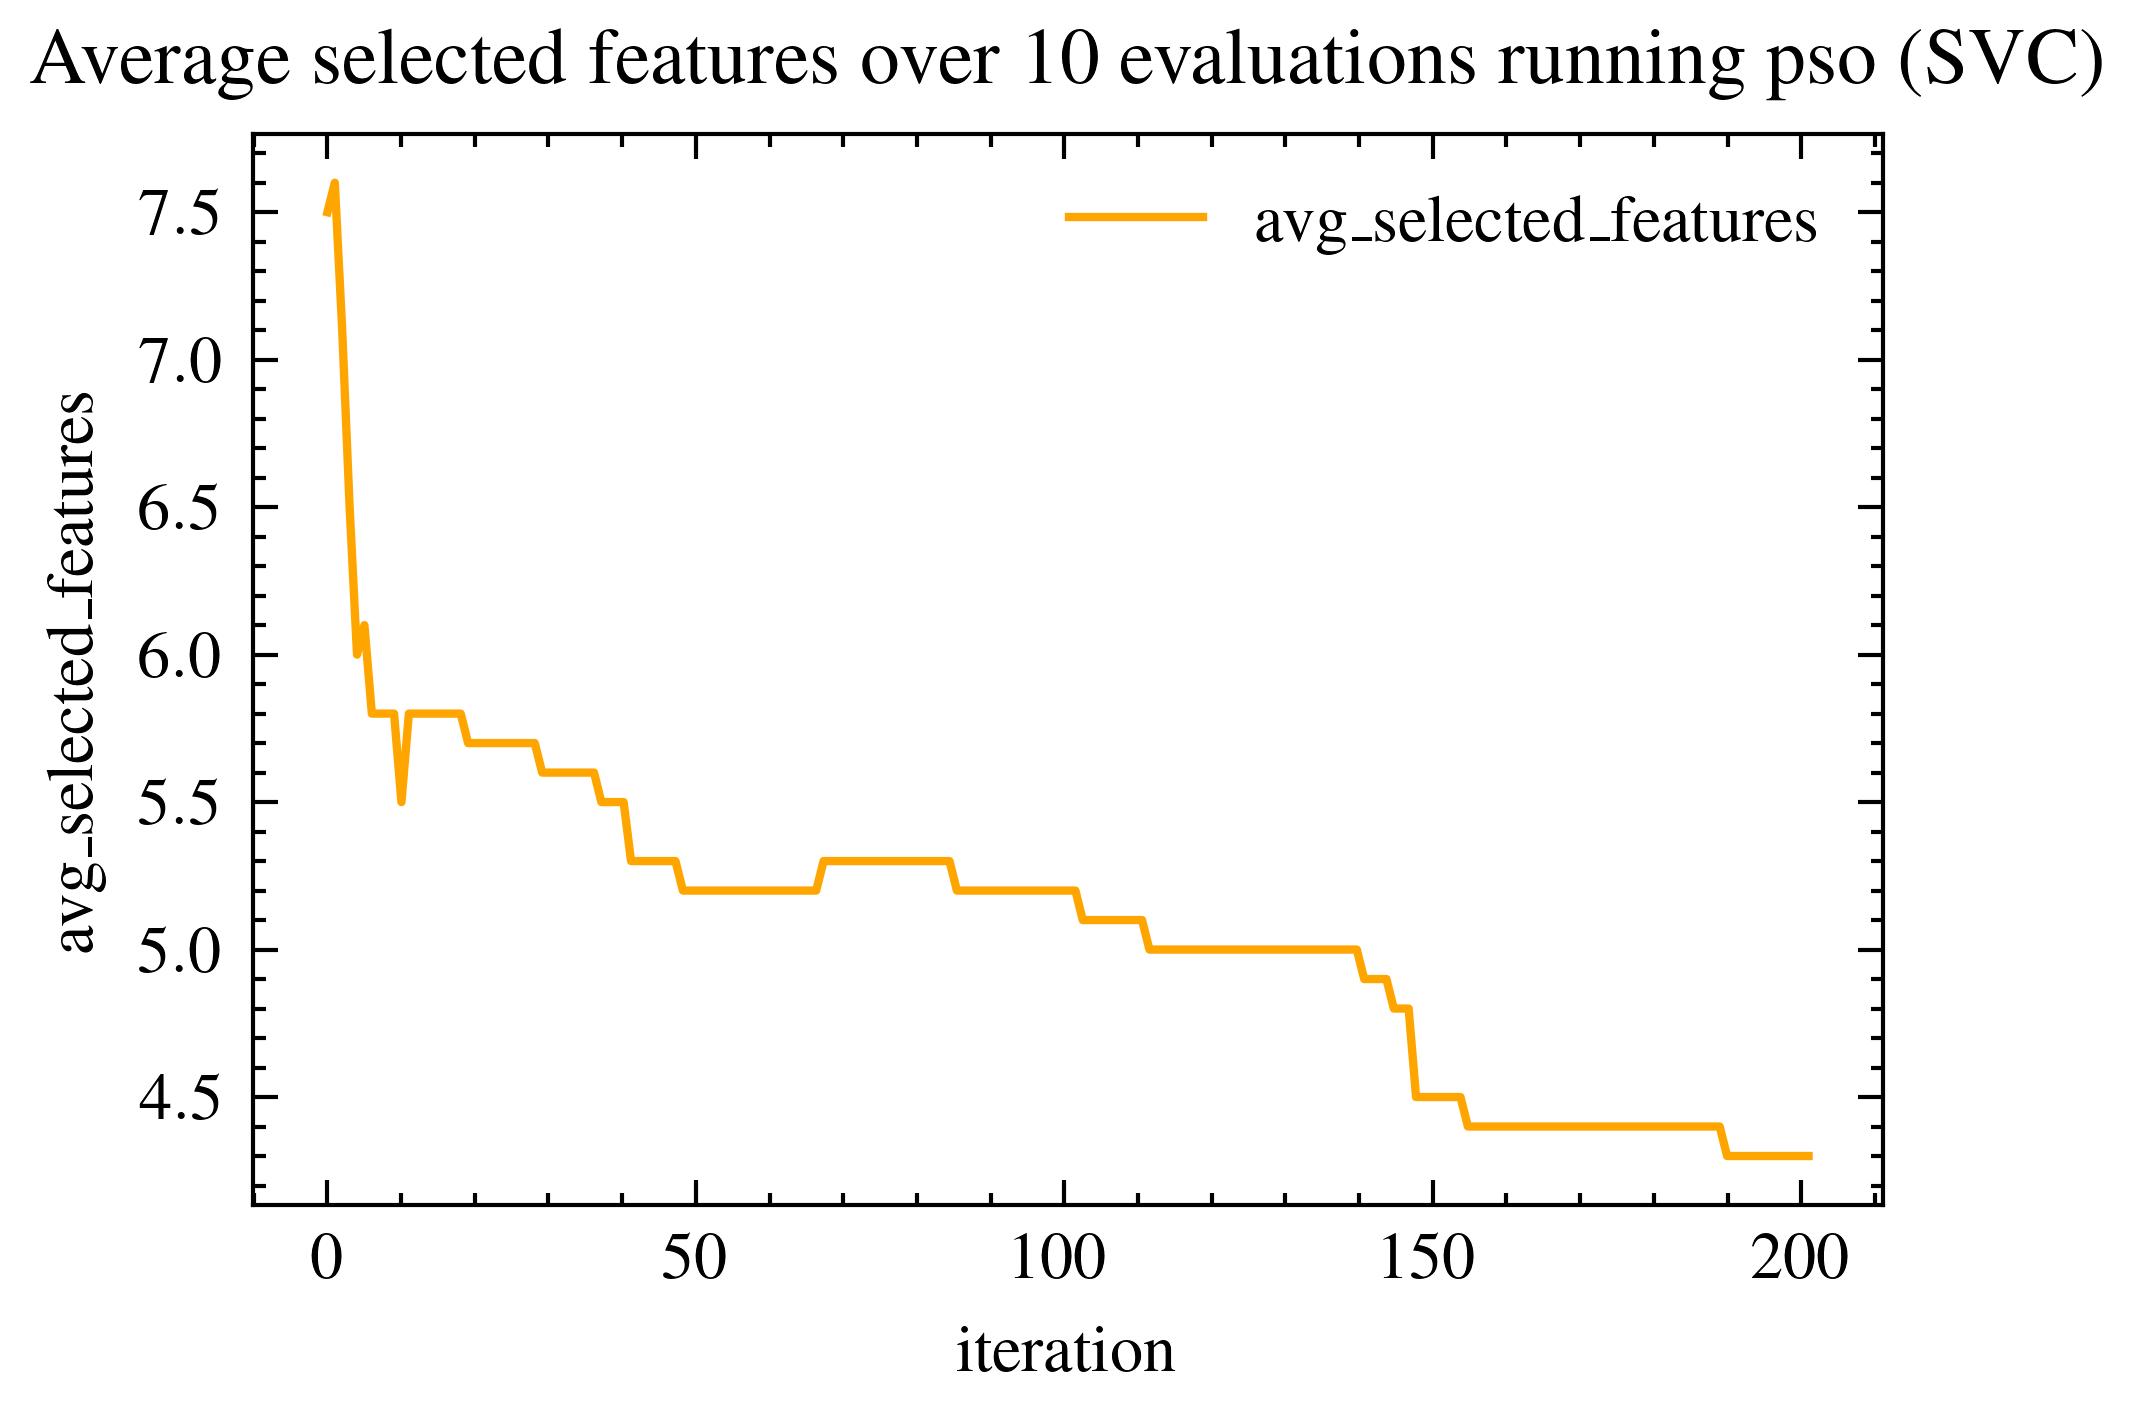 Average selected features over 10 evaluations running pso (SVC)
avg_selected_features
7.5
7.0
6.5
6.0
5.5
5.0
4.5
avg_selected_features
0 50 100 150 200
iteration